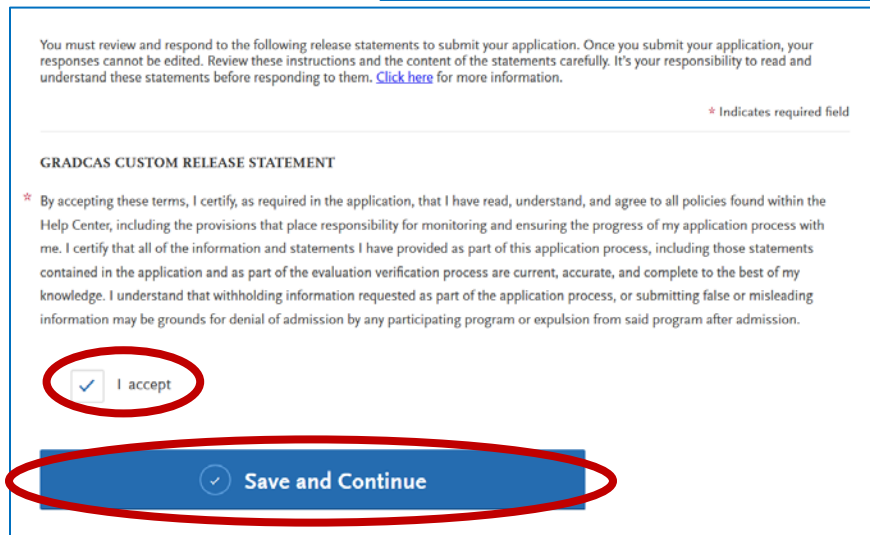 You must review and respond to the following release statements to submit your application. Once you submit your application, your
responses cannot be edited. Review these instructions and the content of the statements carefully. It's your responsibility to read and
understand these statements before responding to them. Click here for more information.
* Indicates required field
GRADCAS CUSTOM RELEASE STATEMENT
* By accepting these terms, I certify, as required in the application, that I have read, understand, and agree to all policies found within the
Help Center, including the provisions that place responsibility for monitoring and ensuring the progress of my application process with
me. I certify that all of the information and statements I have provided as part of this application process, including those statements
contained in the application and as part of the evaluation verification process are current, accurate, and complete to the best of my
knowledge. I understand that withholding information requested as part of the application process, or submitting false or misleading
information may be grounds for denial of admission by any participating program or expulsion from said program after admission.
I accept
Save and Continue